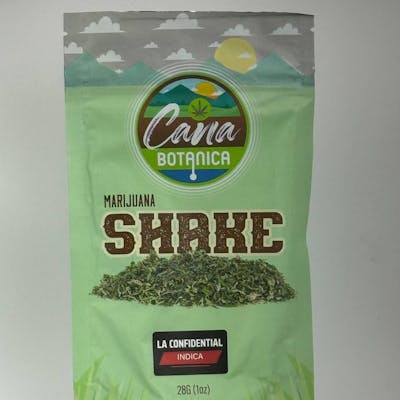 Cana
BOTANICA
MARIJUANA
SHAKE
LA CONFIDENTIAL
INDICA
28G (1oz)